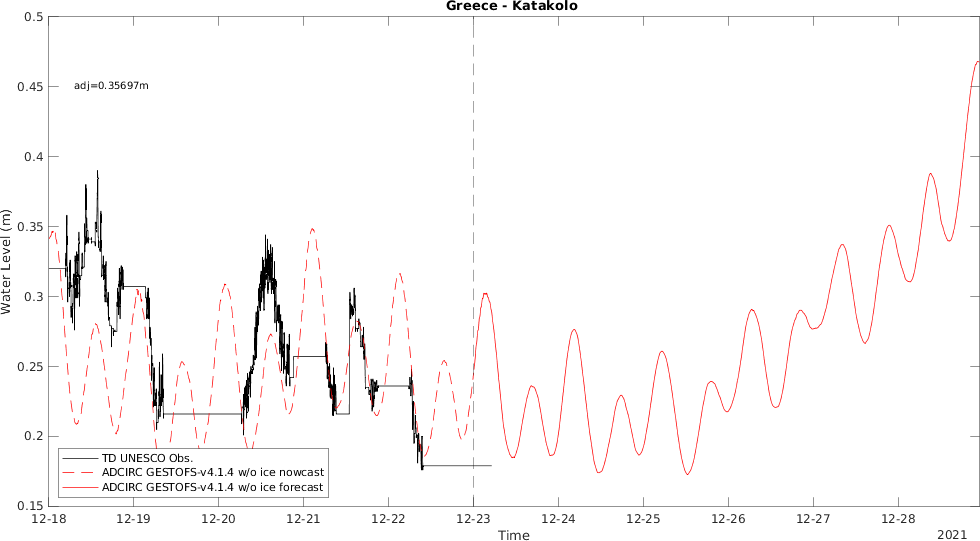 Greece - Katakolo
0.5
0.45
0.4
0.35
0.3
0.25
0.2
0.15
Water Level (m)
adj=0.35697m
TD UNESCO Obs.
ADCIRC GESTOFS-v4.1.4 w/o ice nowcast
ADCIRC GESTOFS-v4.1.4 w/o ice forecast
12-18 12-19 12-20 12-21 12-22 12-23 12-24 12-25 12-26 12-27 12-28
Time
2021